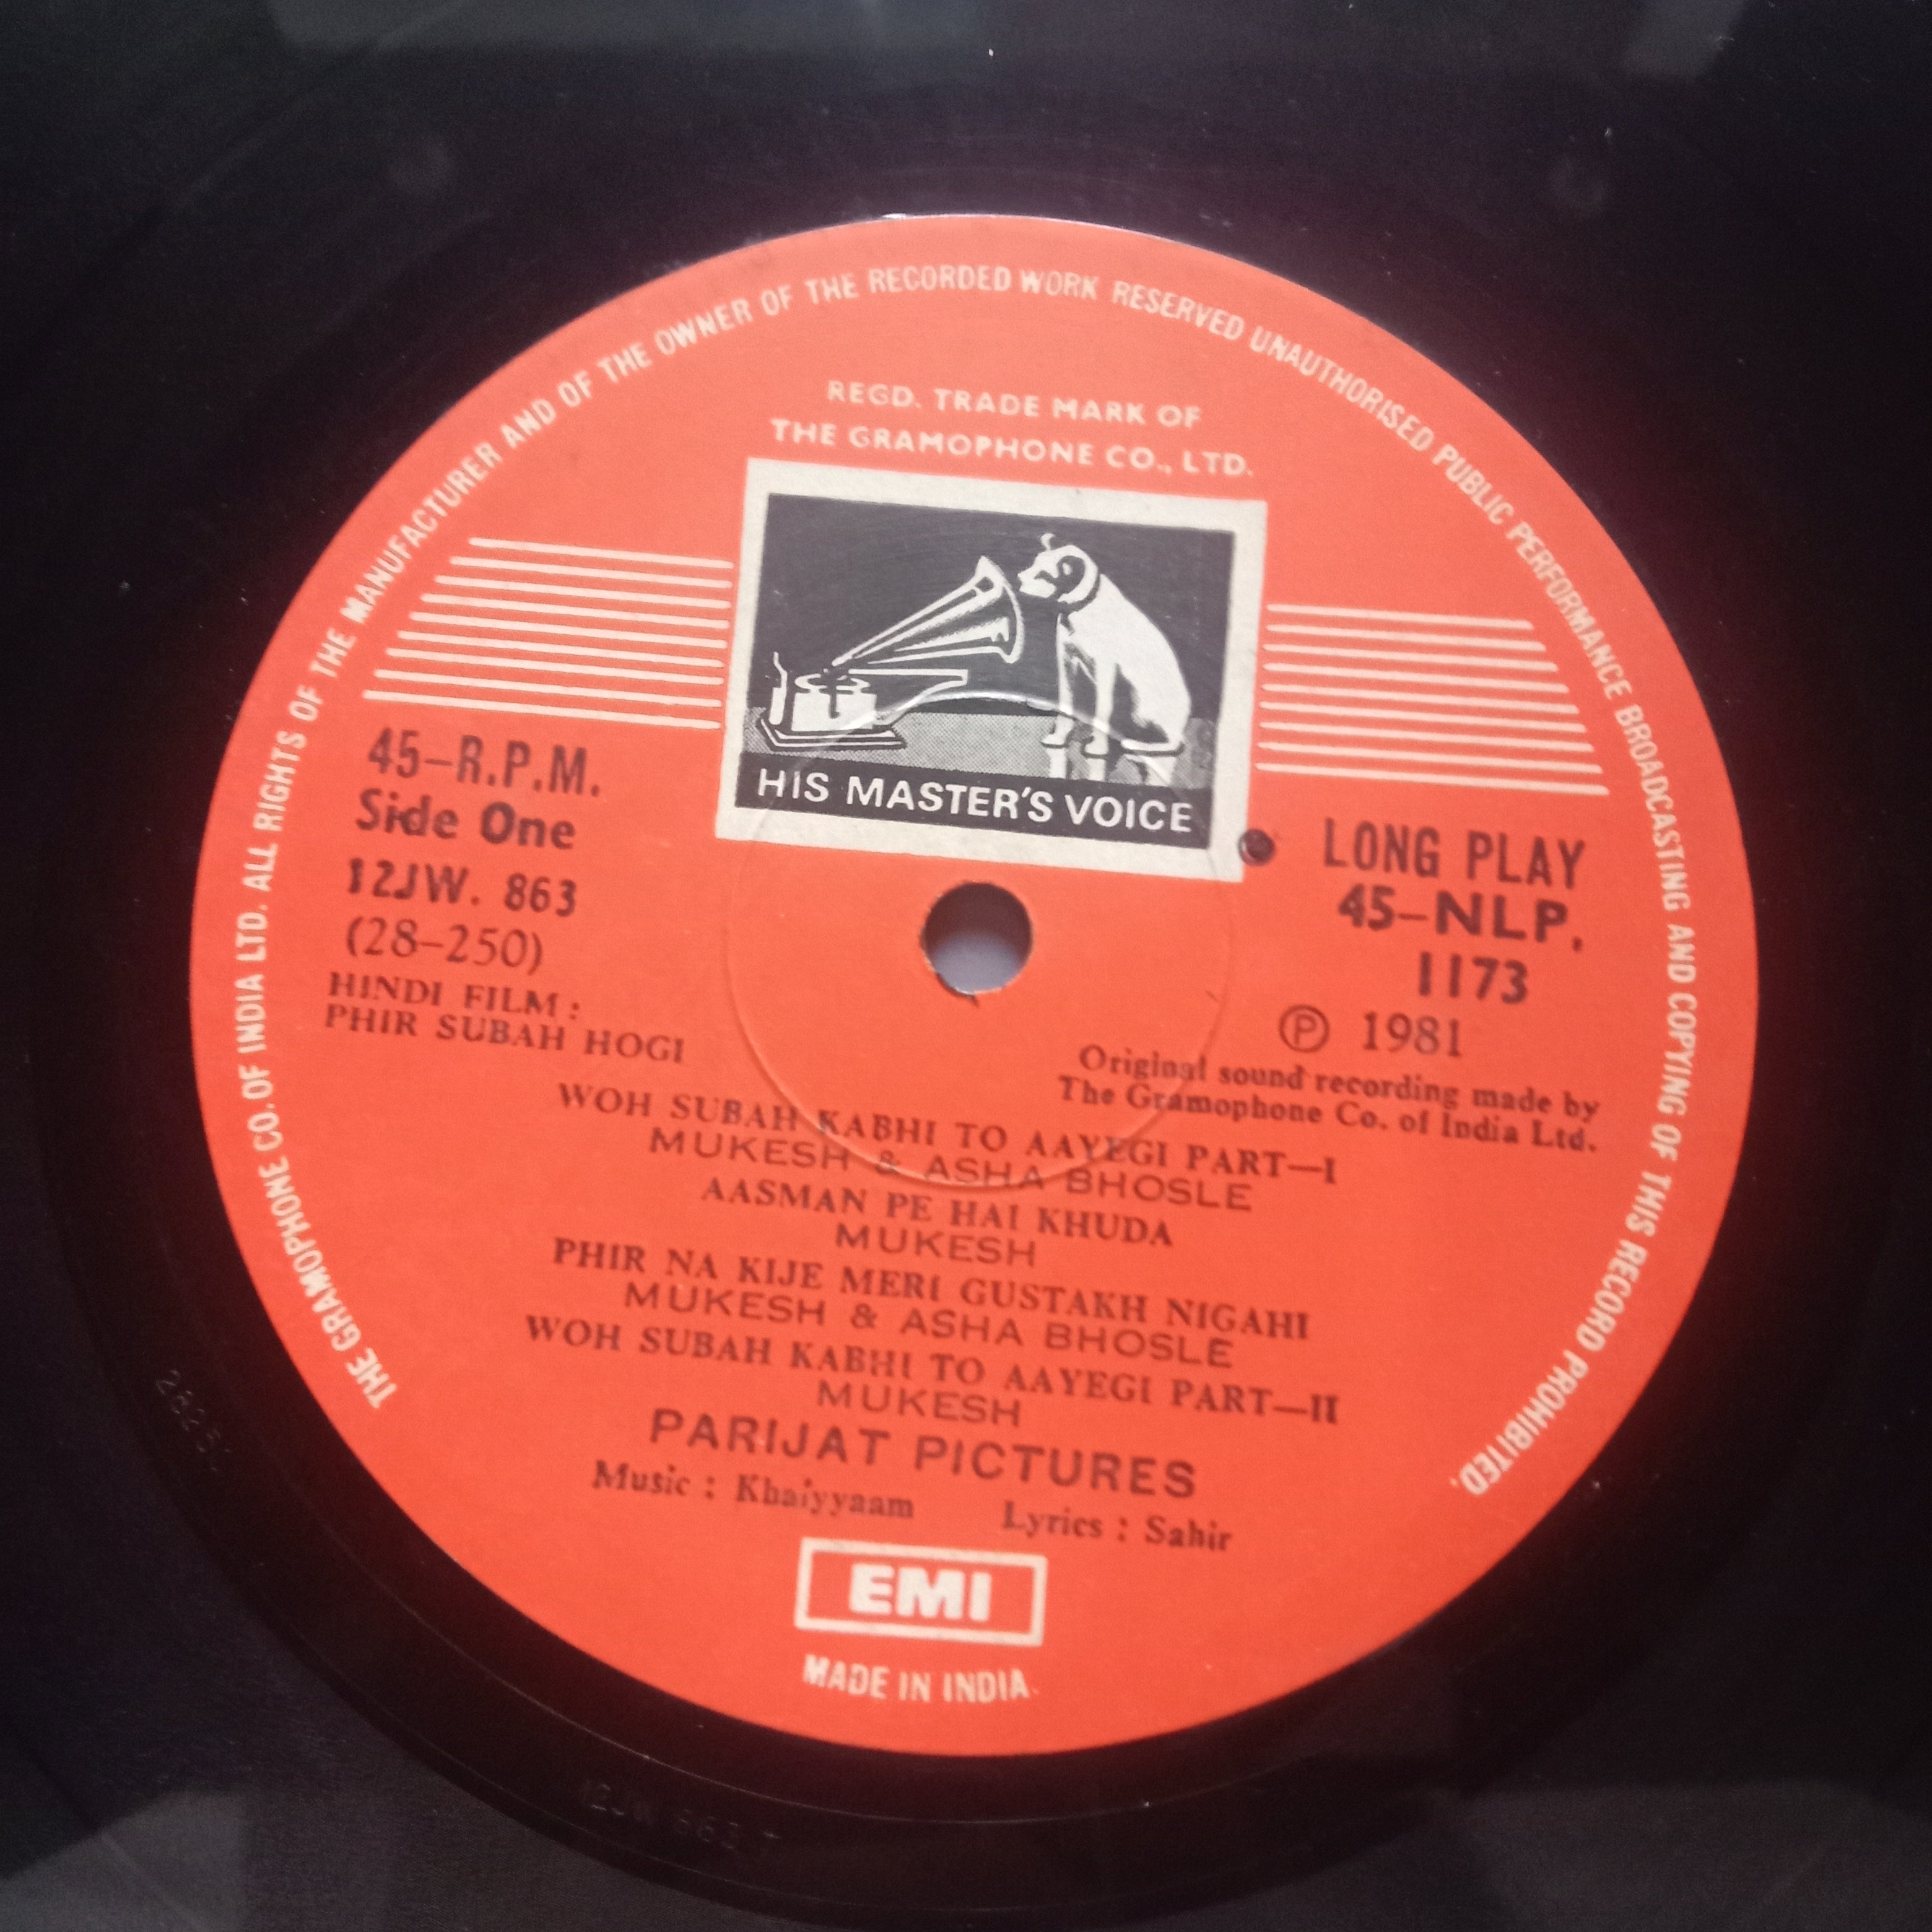 THE GRAMOPHONE CO. OF INDIA LTD. ALL RIGHTS OF THE MANUFACTURER AND OF THE OWNER OF THE RECORDED WORK RESERVED UNAUTHORISED PUBLIC PERFORMANCE BROADCASTING AND COPYING OF THIS RECORD PROHIBITED.
REGD. TRADE MARK OF
THE GRAMOPHONE CO., LTD.
HIS MASTER'S VOICE
45-R.P.M.
Side One
12JW. 863
(28-250)
HINDI FILM :
PHIR SUBAH HOGI
LONG PLAY
45-NLP.
1173
℗ 1981
Original sound recording made by
The Gramophone Co. of India Ltd.
WOH SUBAH KABHI TO AAYEGI PART—I
MUKESH & ASHA BHOSLE
AASMAN PE HAI KHUDA
MUKESH
PHIR NA KIJE MERI GUSTAKH NIGAHI
MUKESH & ASHA BHOSLE
WOH SUBAH KABHI TO AAYEGI PART—II
MUKESH
PARIJAT PICTURES
Music : Khaiyyaam Lyrics : Sahir
EMI
MADE IN INDIA.